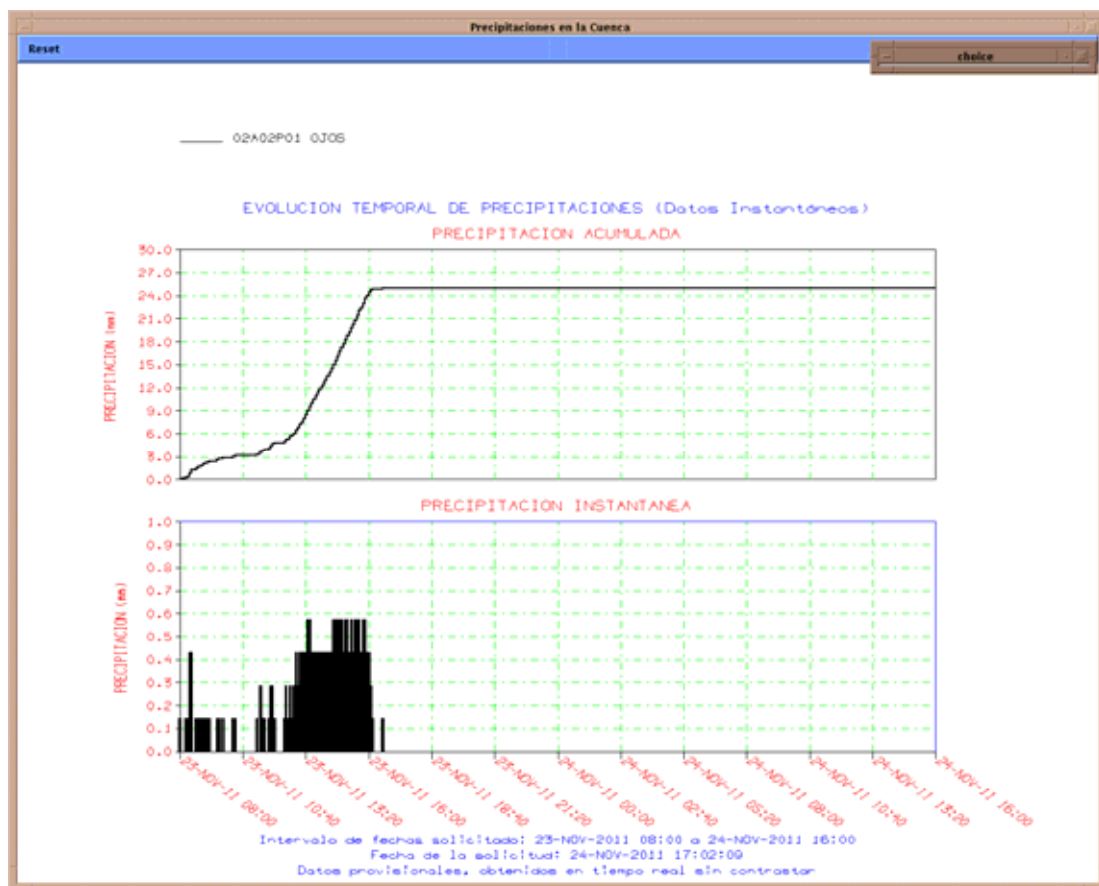 Precipitaciones en la Cuenca
Reset
choice
02A02P01 OJOS
EVOLUCION TEMPORAL DE PRECIPITACIONES (Datos Instantáneos)
PRECIPITACION ACUMULADA
PRECIPITACION (mm)
30.0
27.0
24.0
21.0
18.0
15.0
12.0
9.0
6.0
3.0
0.0
PRECIPITACION INSTANTANEA
PRECIPITACION (mm)
1.0
0.9
0.8
0.7
0.6
0.5
0.4
0.3
0.2
0.1
0.0
23-NOV-11 08:00
23-NOV-11 10:40
23-NOV-11 13:20
23-NOV-11 16:00
23-NOV-11 18:40
23-NOV-11 21:20
24-NOV-11 00:00
24-NOV-11 02:40
24-NOV-11 05:20
24-NOV-11 08:00
24-NOV-11 10:40
24-NOV-11 13:20
24-NOV-11 16:00
Intervalo de fechas solicitado: 23-NOV-2011 08:00 a 24-NOV-2011 16:00
Fecha de la solicitud: 24-NOV-2011 17:02:09
Datos provisionales, obtenidos en tiempo real sin contrastar